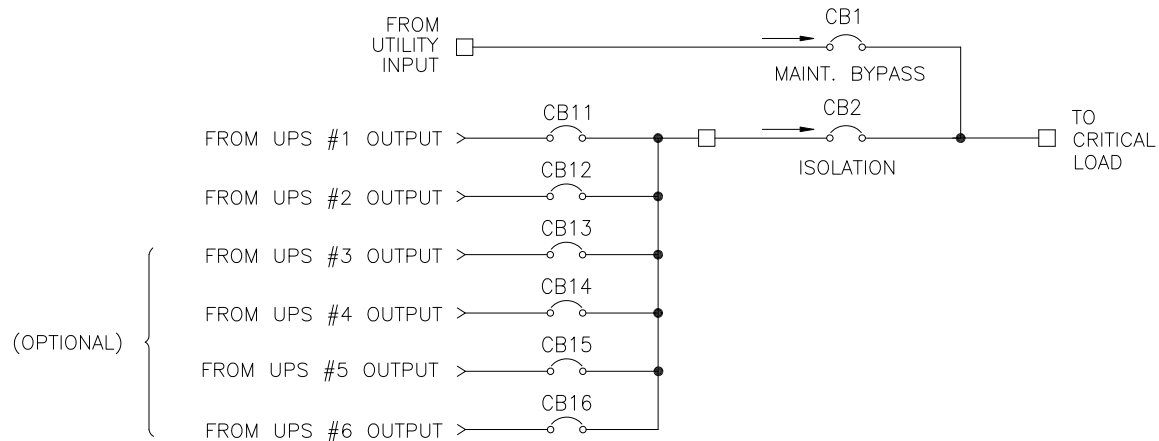 CB1
FROM
UTILITY
INPUT
MAINT. BYPASS
CB11
CB2
FROM UPS #1 OUTPUT
TO
CRITICAL
LOAD
ISOLATION
CB12
FROM UPS #2 OUTPUT
CB13
FROM UPS #3 OUTPUT
CB14
FROM UPS #4 OUTPUT
(OPTIONAL)
CB15
FROM UPS #5 OUTPUT
CB16
FROM UPS #6 OUTPUT